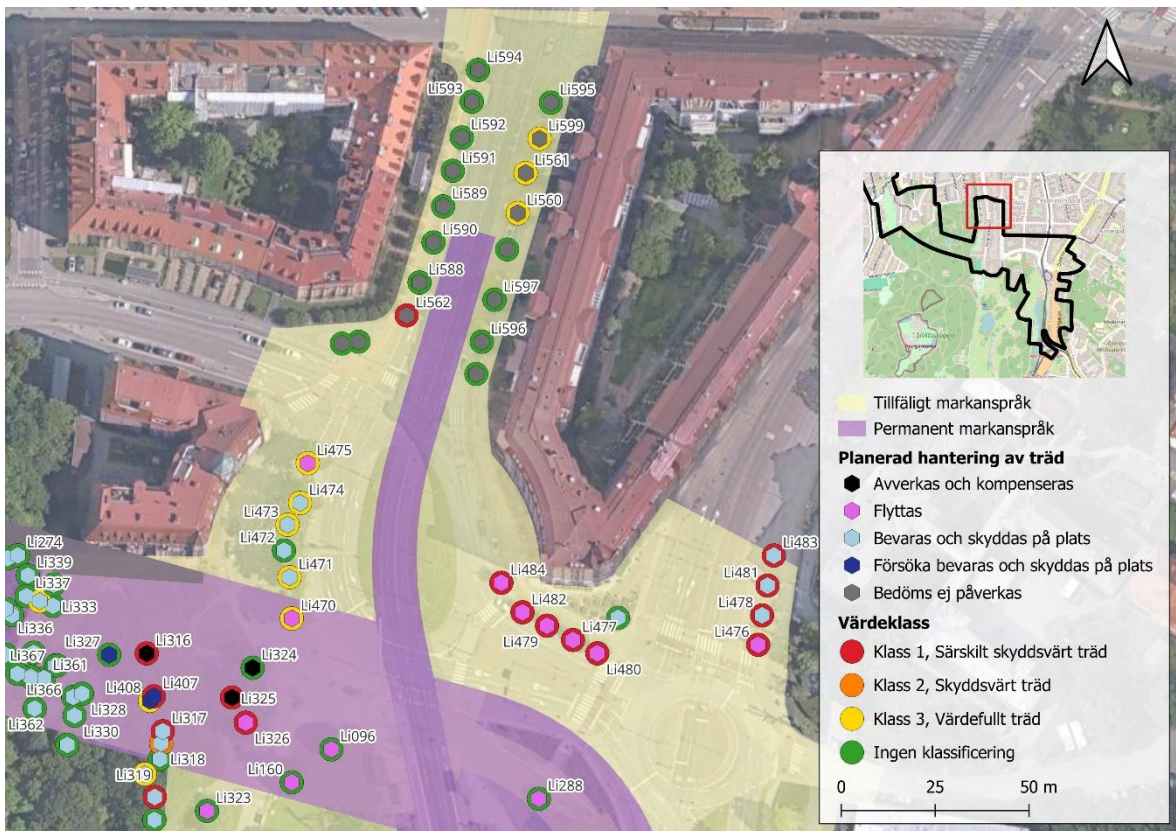 Li594
Li593
Li595
Li592
Li599
Li591
Li561
Li589
Li560
Li590
Li588
Li597
Li562
Li596
Li475
Li474
Li473
Li472
Li471
Li470
Li274
Li339
Li337
Li333
Li336
Li327
Li316
Li324
Li367
Li361
Li366
Li408
Li407
Li325
Li328
Li317
Li326
Li362
Li330
Li318
Li096
Li319
Li160
Li323
Li288
Li484
Li482
Li477
Li479
Li480
Li483
Li481
Li478
Li476
Tillfäligt markanspråk
Permanent markanspråk
Planerad hantering av träd
Avverkas och kompenseras
Flyttas
Bevaras och skyddas på plats
Försöka bevaras och skyddas på plats
Bedöms ej påverkas
Värdeklass
Klass 1, Särskilt skyddsvärt träd
Klass 2, Skyddsvärt träd
Klass 3, Värdefullt träd
Ingen klassificering
0 25 50 m